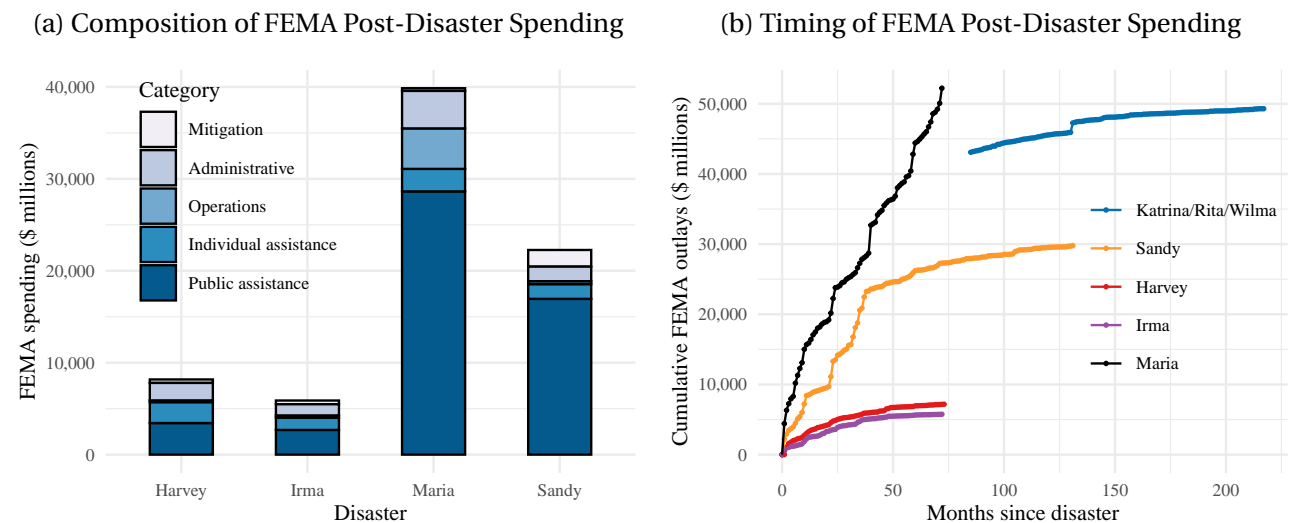 (a) Composition of FEMA Post-Disaster Spending
FEMA spending ($ millions)
40,000
30,000
20,000
10,000
0
Category
Mitigation
Administrative
Operations
Individual assistance
Public assistance
Harvey
Irma
Maria
Sandy
Disaster
(b) Timing of FEMA Post-Disaster Spending
Cumulative FEMA outlays ($ millions)
50,000
40,000
30,000
20,000
10,000
0
Katrina/Rita/Wilma
Sandy
Harvey
Irma
Maria
0
50
100
150
200
Months since disaster